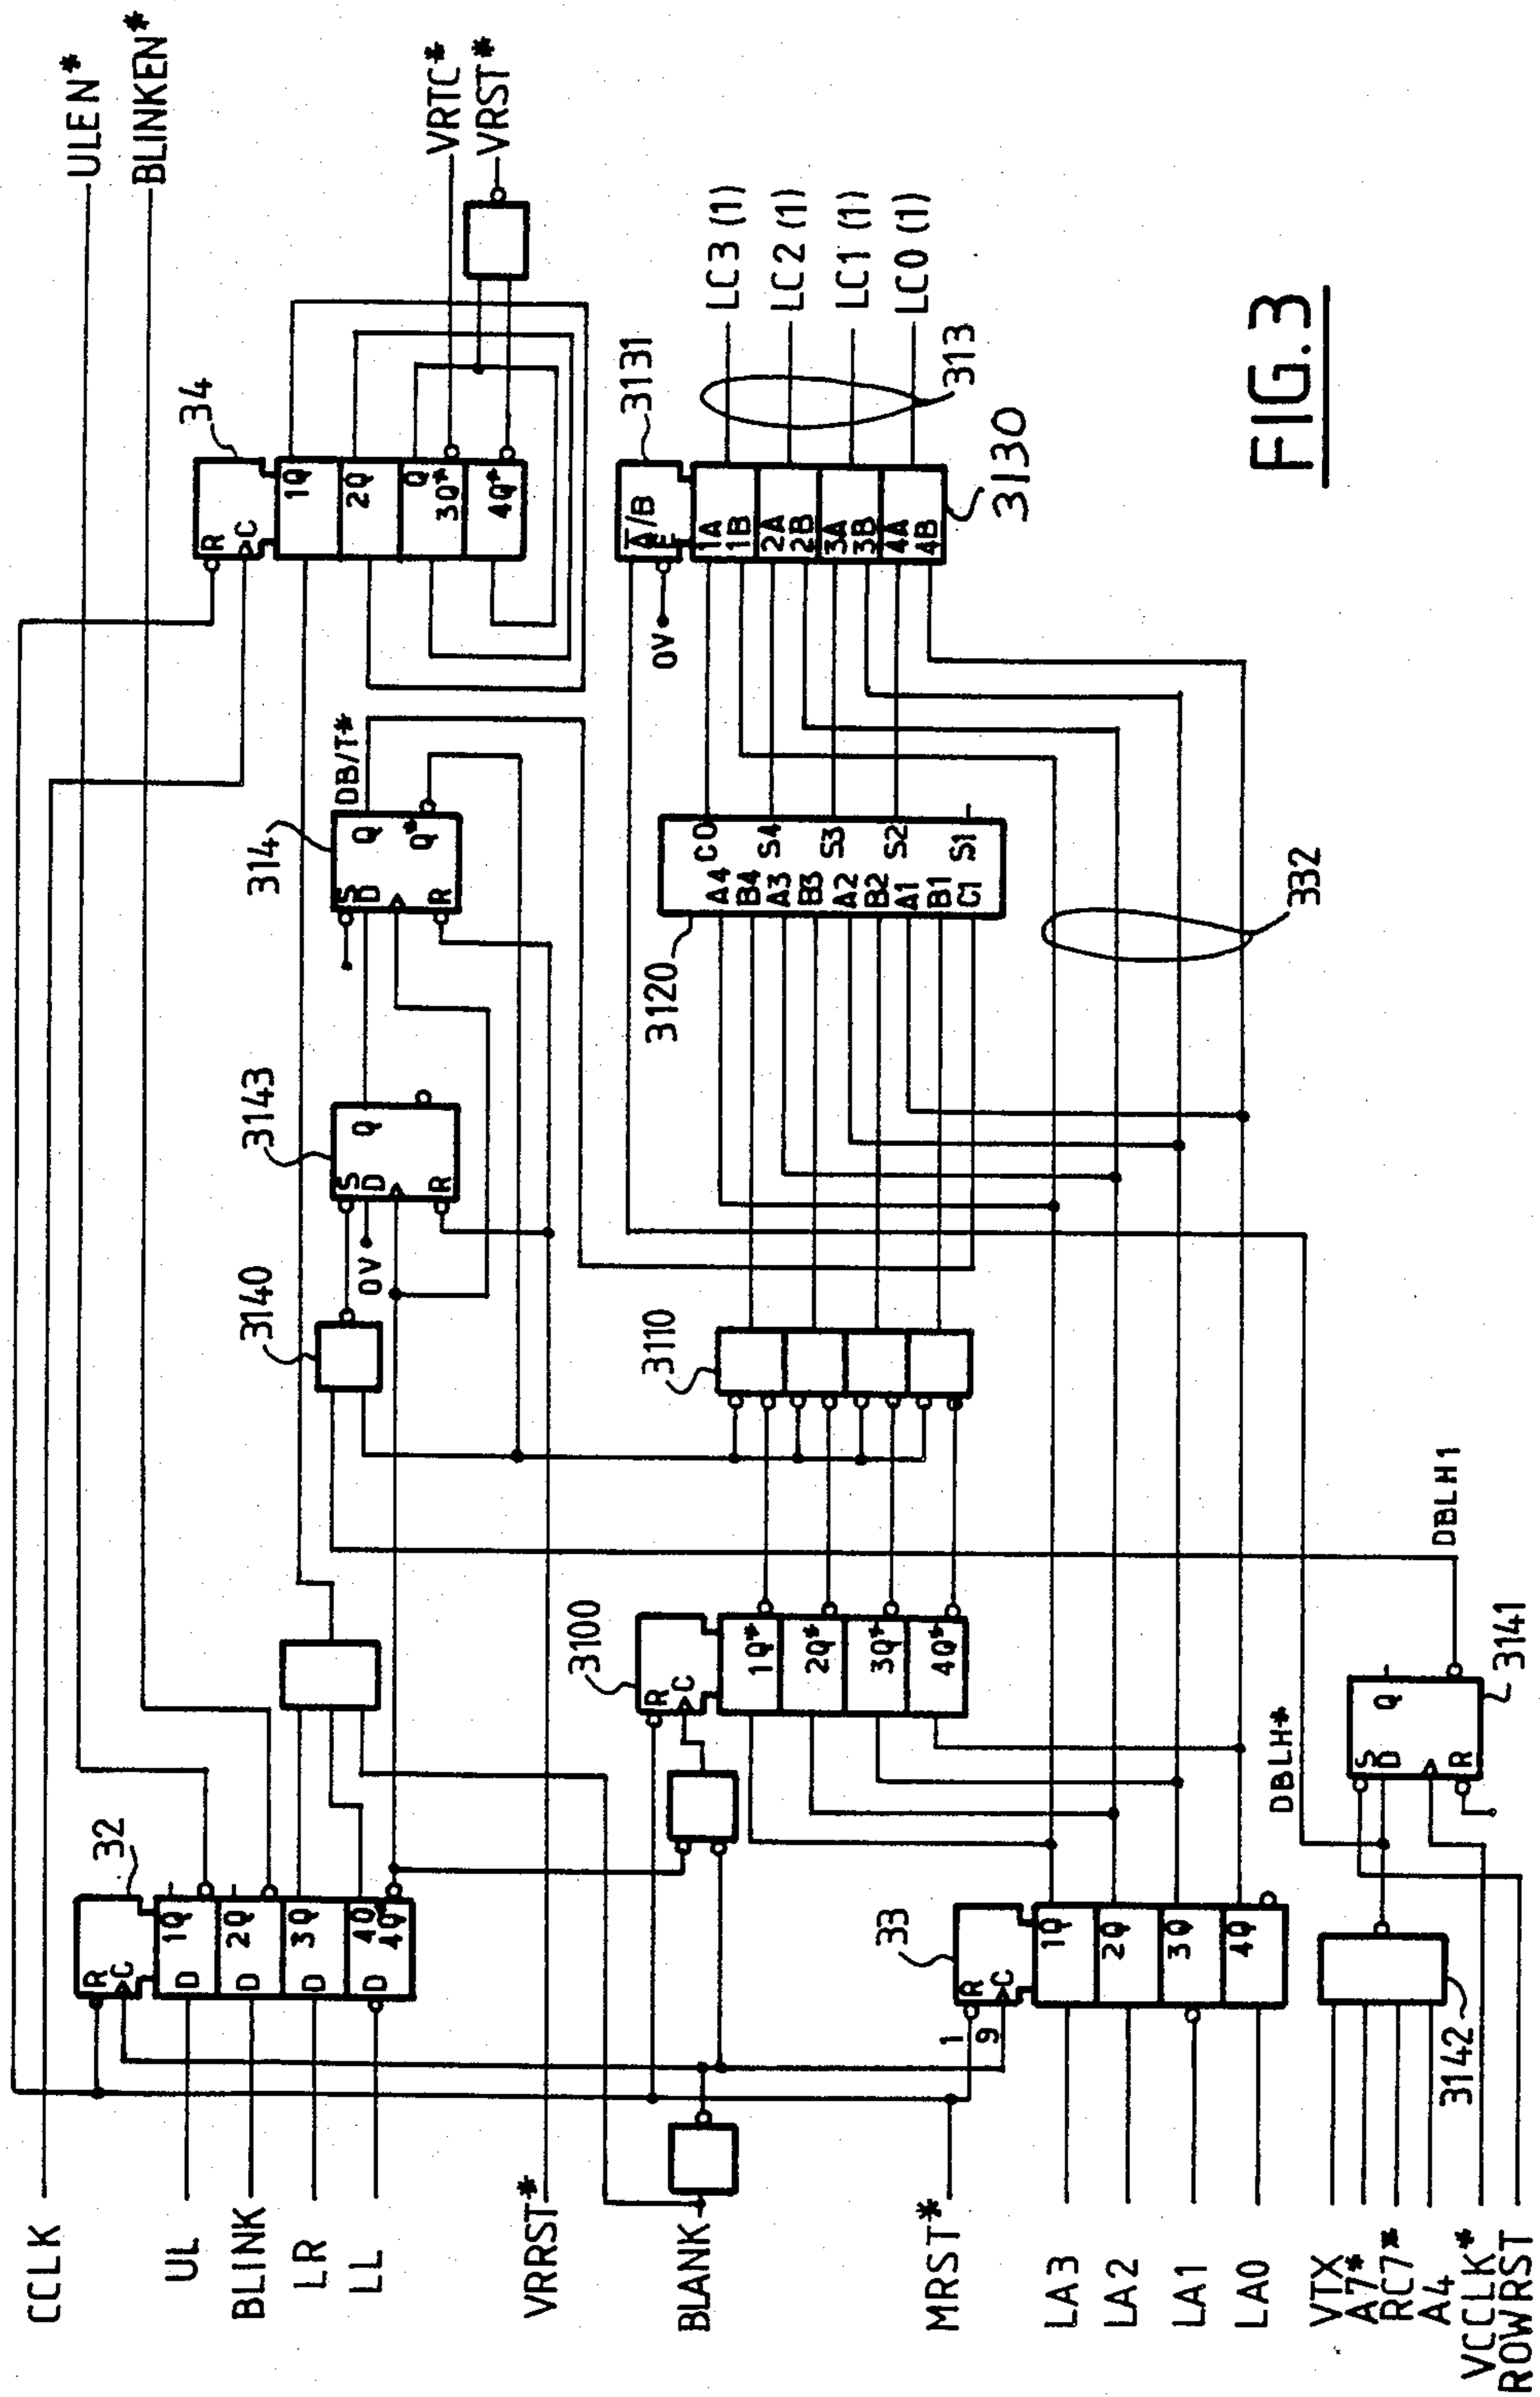 ULEN*
BLINKEN*
VRTC*
VRST*
34
R
C
1Q
2Q
Q
3Q*
4Q*
LC3 (1)
LC2 (1)
LC1 (1)
LC0 (1)
313
3131
3130
A/B
E
0V
1A
1B
2A
2B
3A
3B
4A
4B
FIG.3
DB/T*
314
S
D
Q
Q*
R
3120
C0
A4
B4
S4
A3
B3
S3
A2
B2
S2
A1
B1
S1
C1
332
3143
S
D
Q
R
0V
3140
3110
3100
R
C
1Q*
2Q*
3Q*
4Q*
DBLH1
3141
S
D
Q
R
DBLH*
32
R
C
D
1Q
D
2Q
D
3Q
D
4Q
4Q
33
R
C
1
9
1Q
2Q
3Q
4Q
3142
CCLK
UL
BLINK
LR
LL
VRRST*
BLANK
MRST*
LA3
LA2
LA1
LA0
VTX
A7*
RC7*
A4
VCCLK*
ROWRST